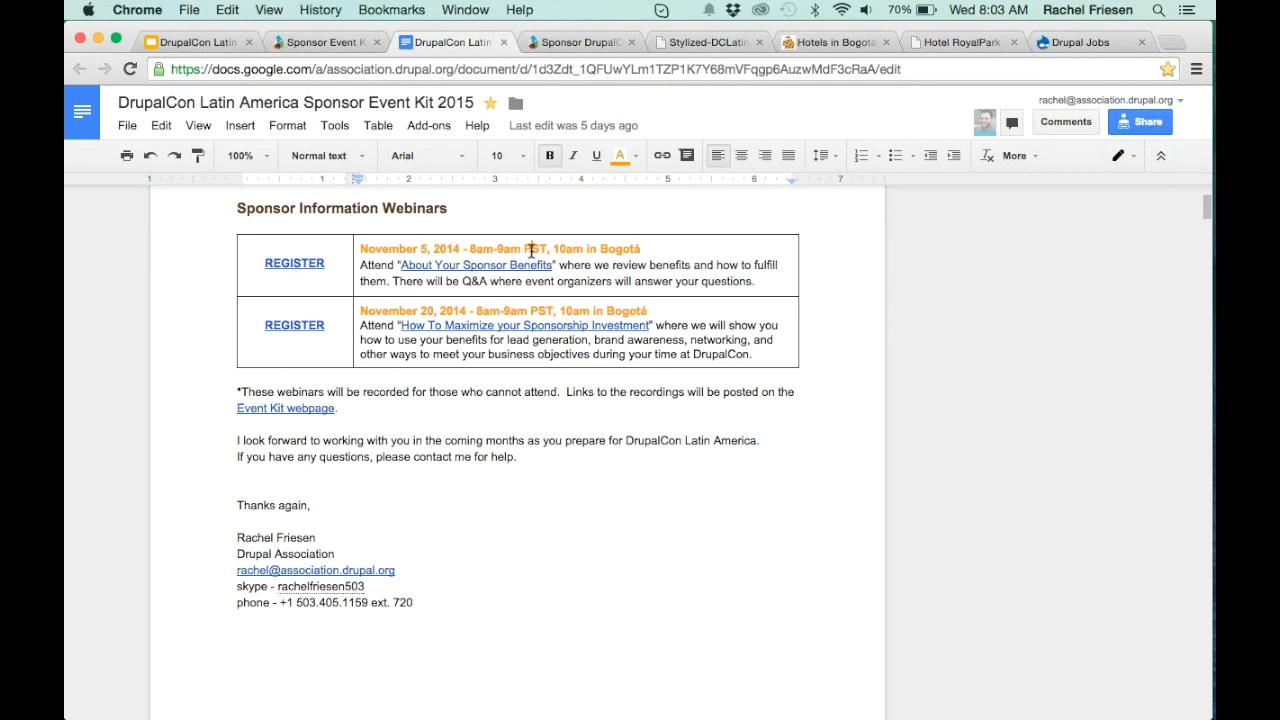 Chrome File Edit View History Bookmarks Window Help 70% Wed 8:03 AM Rachel Friesen
DrupalCon Latin Sponsor Event K DrupalCon Latin Sponsor DrupalC Stylized-DCLatin Hotels in Bogota Hotel RoyalPark Drupal Jobs
https://docs.google.com/a/association.drupal.org/document/d/1d3Zdt_1QFUwYLm1TZP1K7Y68mVFqgp6AuzwMdF3cRaA/edit
DrupalCon Latin America Sponsor Event Kit 2015
rachel@association.drupal.org
File Edit View Insert Format Tools Table Add-ons Help Last edit was 5 days ago
Comments Share
100% Normal text Arial 10 B I U A More
1 1 2 3 4 5 6 7
Sponsor Information Webinars
REGISTER
November 5, 2014 - 8am-9am PST, 10am in Bogotá
Attend “About Your Sponsor Benefits” where we review benefits and how to fulfill
them. There will be Q&A where event organizers will answer your questions.
REGISTER
November 20, 2014 - 8am-9am PST, 10am in Bogotá
Attend “How To Maximize your Sponsorship Investment” where we will show you
how to use your benefits for lead generation, brand awareness, networking, and
other ways to meet your business objectives during your time at DrupalCon.
*These webinars will be recorded for those who cannot attend. Links to the recordings will be posted on the
Event Kit webpage.
I look forward to working with you in the coming months as you prepare for DrupalCon Latin America.
If you have any questions, please contact me for help.
Thanks again,
Rachel Friesen
Drupal Association
rachel@association.drupal.org
skype - rachelfriesen503
phone - +1 503.405.1159 ext. 720